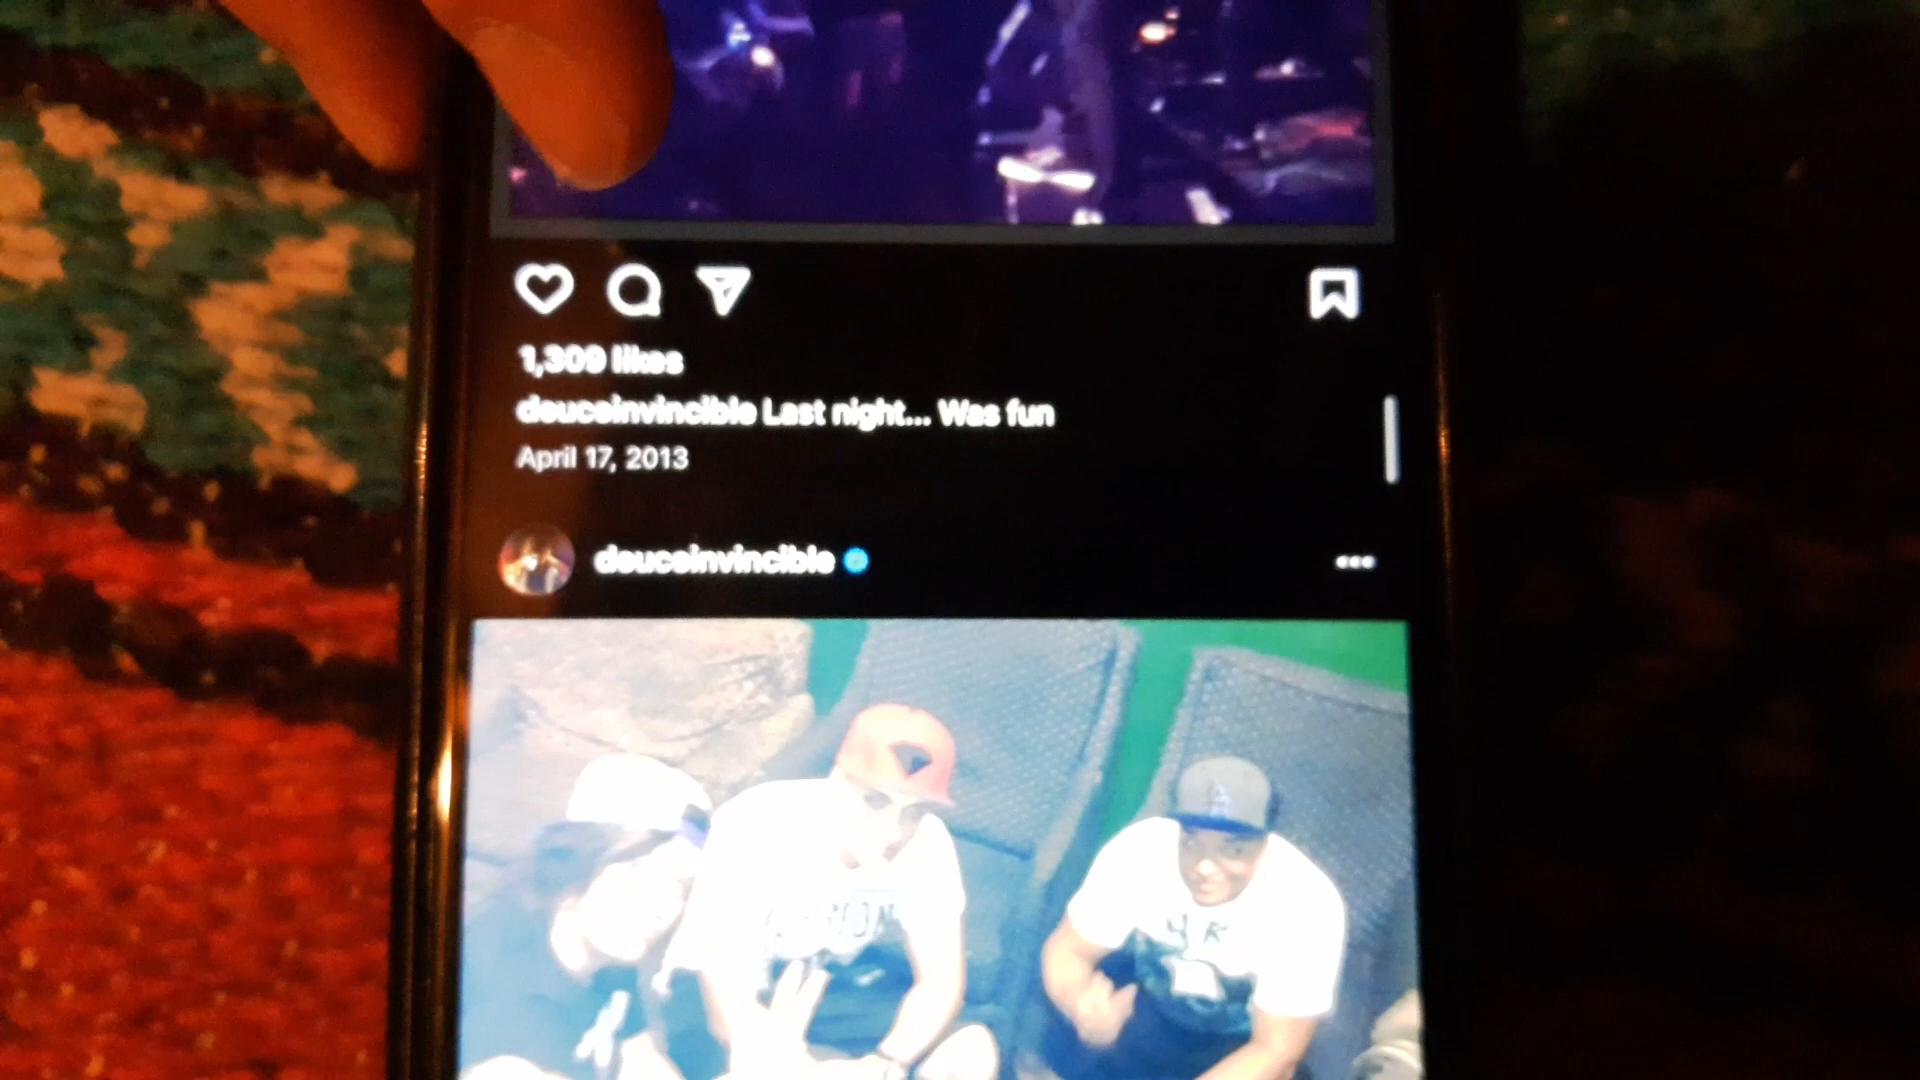 1,309 likes
deuceinvincible Last night... Was fun
April 17, 2013
deuceinvincible